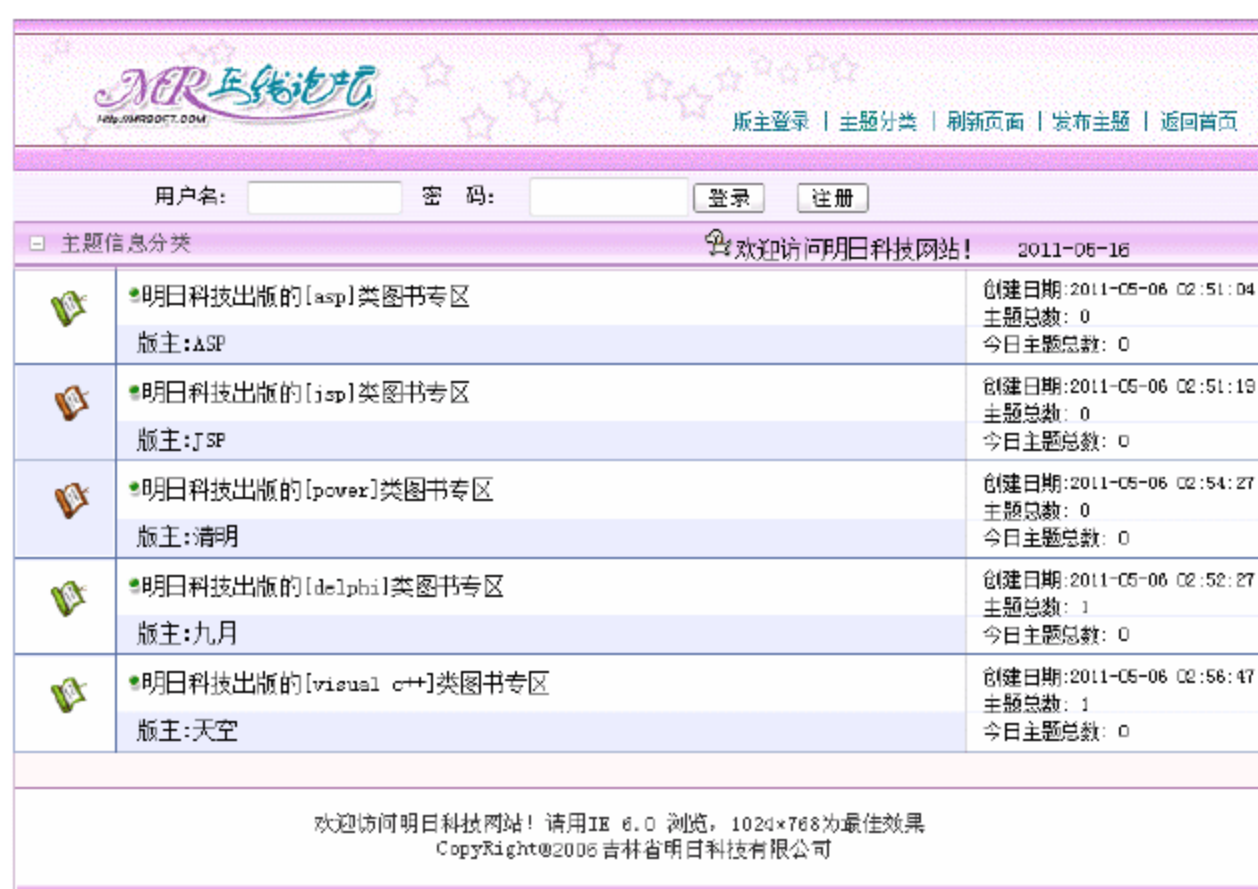 MR在线论坛
Http://MRSOFT.COM
版主登录 | 主题分类 | 刷新页面 | 发布主题 | 返回首页
用户名: 密 码: 登录 注册
主题信息分类 欢迎访问明日科技网站! 2011-05-16
明日科技出版的[asp]类图书专区
版主:ASP
创建日期:2011-05-06 02:51:04
主题总数: 0
今日主题总数: 0
明日科技出版的[jsp]类图书专区
版主:JSP
创建日期:2011-05-06 02:51:19
主题总数: 0
今日主题总数: 0
明日科技出版的[power]类图书专区
版主:清明
创建日期:2011-05-06 02:54:27
主题总数: 0
今日主题总数: 0
明日科技出版的[delphi]类图书专区
版主:九月
创建日期:2011-05-06 02:52:27
主题总数: 1
今日主题总数: 0
明日科技出版的[visual c++]类图书专区
版主:天空
创建日期:2011-05-06 02:56:47
主题总数: 1
今日主题总数: 0
欢迎访问明日科技网站! 请用IE 6.0 浏览, 1024×768为最佳效果
CopyRight@2006吉林省明日科技有限公司